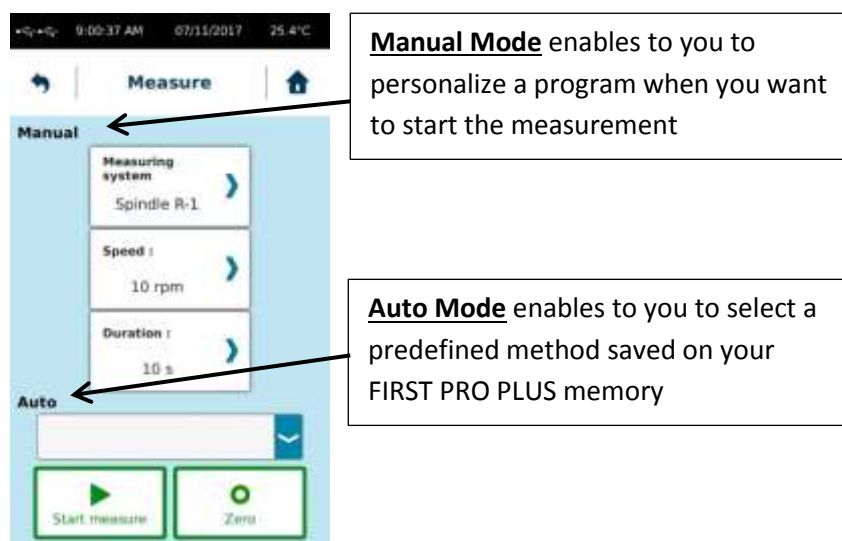 9:00:37 AM 07/11/2017 25.4°C
Measure
Manual
Measuring
system
Spindle R-1
Speed :
10 rpm
Duration :
10 s
Auto
Start measure
Zero
Manual Mode enables to you to
personalize a program when you want
to start the measurement
Auto Mode enables to you to select a
predefined method saved on your
FIRST PRO PLUS memory